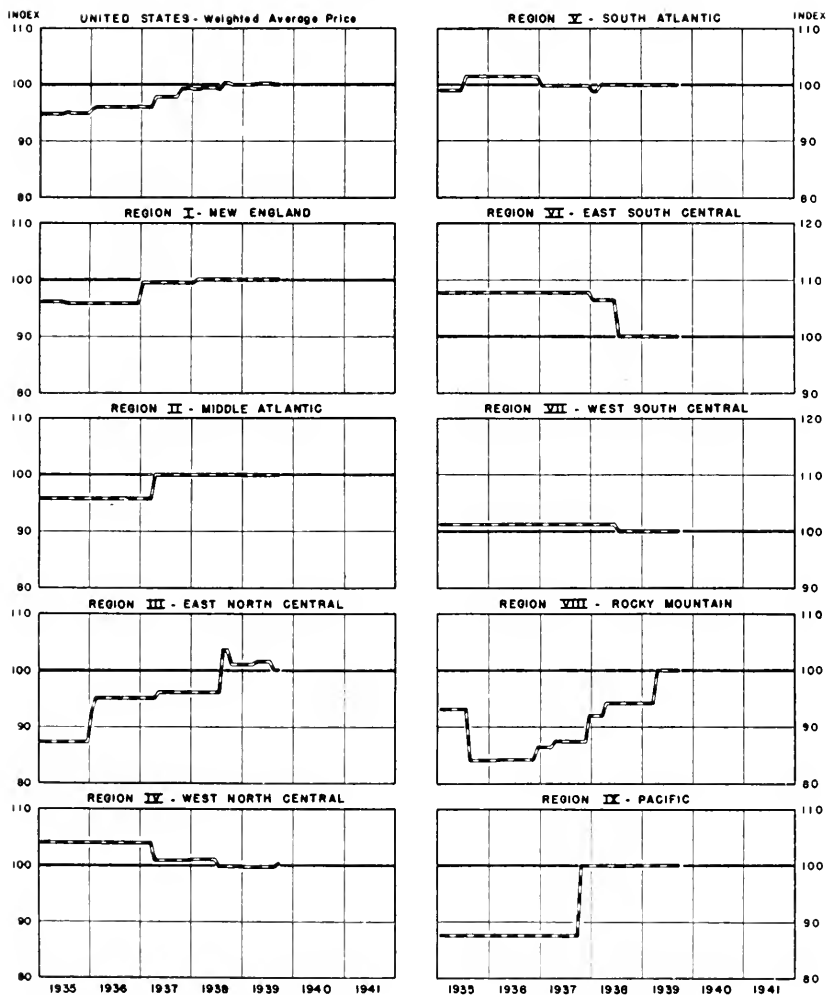 INDEX
UNITED STATES - Weighted Average Price
110
100
90
80
REGION I - NEW ENGLAND
110
100
90
80
REGION II - MIDDLE ATLANTIC
110
100
90
80
REGION III - EAST NORTH CENTRAL
110
100
90
80
REGION IV - WEST NORTH CENTRAL
110
100
90
80
1935 1936 1937 1938 1939 1940 1941
REGION V - SOUTH ATLANTIC
INDEX
110
100
90
80
REGION VI - EAST SOUTH CENTRAL
120
110
100
90
REGION VII - WEST SOUTH CENTRAL
120
110
100
90
REGION VIII - ROCKY MOUNTAIN
110
100
90
80
REGION IX - PACIFIC
110
100
90
80
1935 1936 1937 1938 1939 1940 1941